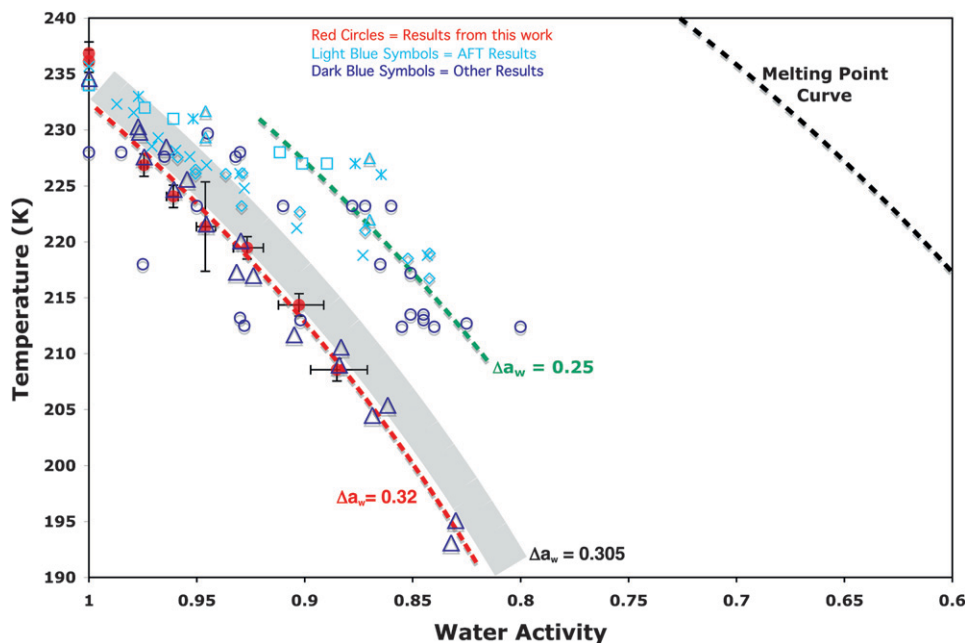 Red Circles = Results from this work
Light Blue Symbols = AFT Results
Dark Blue Symbols = Other Results
Melting Point
Curve
Δaw = 0.25
Δaw= 0.32
Δaw = 0.305
Temperature (K)
240
235
230
225
220
215
210
205
200
195
190
1
0.95
0.9
0.85
0.8
0.75
0.7
0.65
0.6
Water Activity